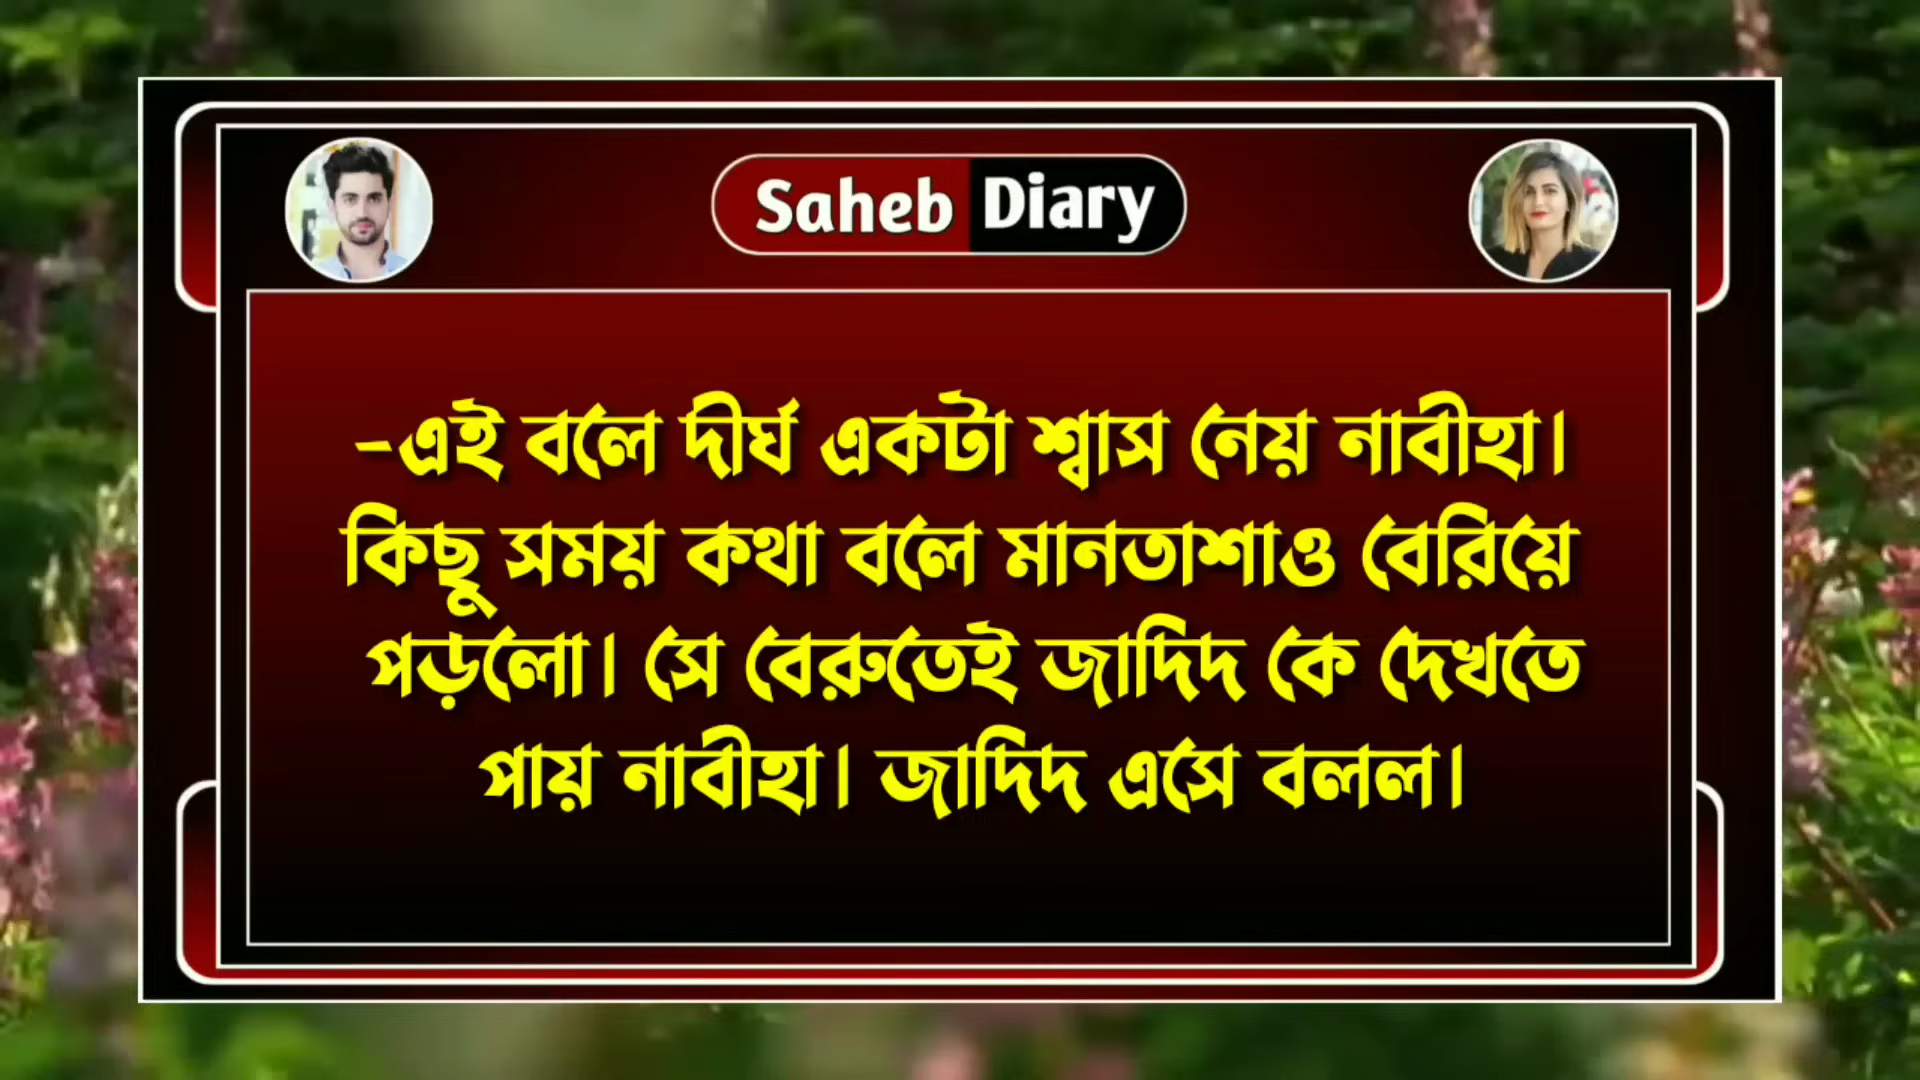 Saheb Diary
-এই বলে দীর্ঘ একটা শ্বাস নেয় নাবীহা।
কিছু সময় কথা বলে মানতাশাও বেরিয়ে
পড়লো। সে বেরুতেই জাদিদ কে দেখতে
পায় নাবীহা। জাদিদ এসে বলল।